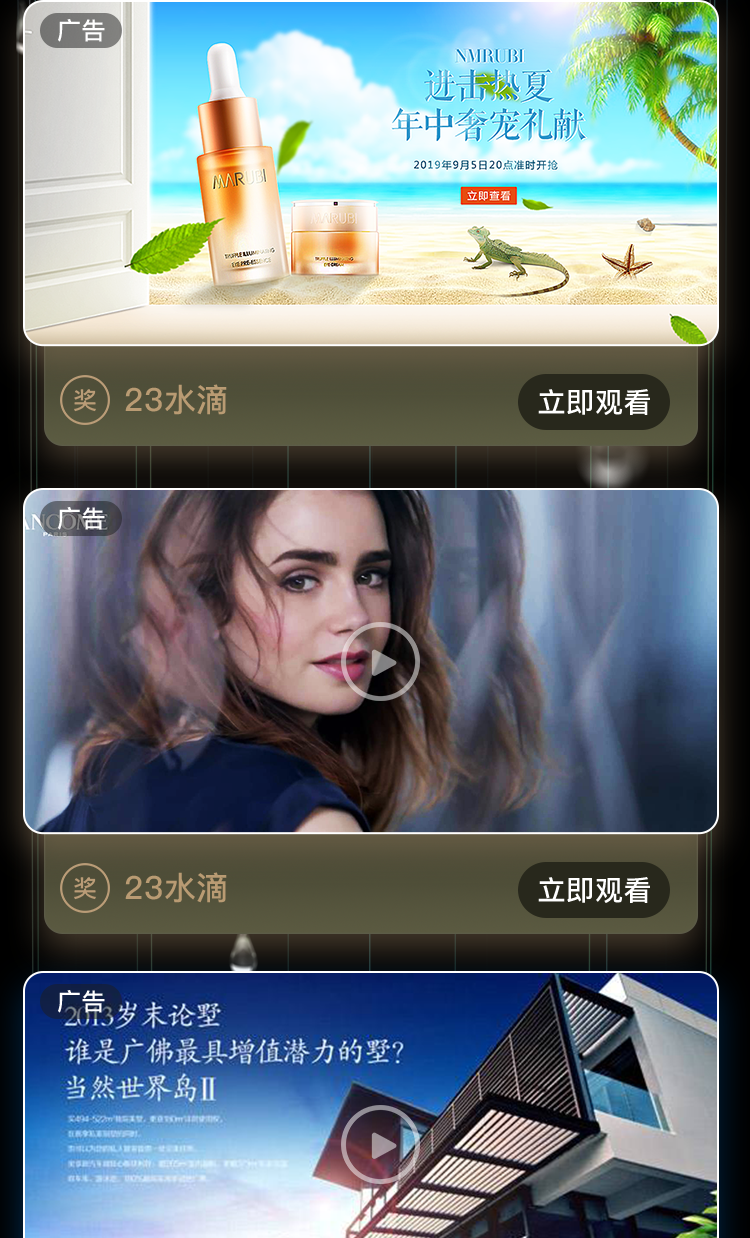 广告
NMRUBI
进击热夏
年中奢宠礼献
2019年9月5日20点准时开抢
立即查看
MARUBI
TRUFFLE ILLUMINATING
EYE PRE-ESSENCE
MARUBI
TRUFFLE ILLUMINATING
EYE CREAM
奖 23水滴 立即观看
广告
ANCOME
PARIS
奖 23水滴 立即观看
广告
2013岁末论墅
谁是广佛最具增值潜力的墅?
当然世界岛Ⅱ